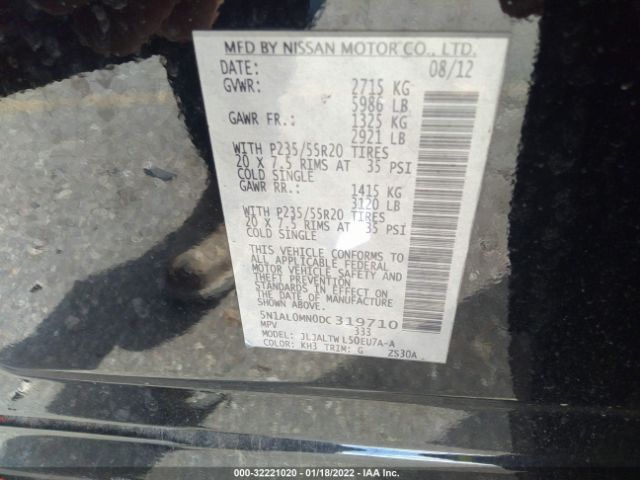 MFD BY NISSAN MOTOR CO., LTD.
DATE: 08/12
GVWR: 2715 KG
5986 LB
GAWR FR.: 1325 KG
2921 LB
WITH P235/55R20 TIRES
20 X 7.5 RIMS AT 35 PSI
COLD SINGLE
GAWR RR.: 1415 KG
3120 LB
WITH P235/55R20 TIRES
20 X 7.5 RIMS AT 35 PSI
COLD SINGLE
THIS VEHICLE CONFORMS TO
ALL APPLICABLE FEDERAL
MOTOR VEHICLE SAFETY AND
THEFT PREVENTION
STANDARDS IN EFFECT ON
THE DATE OF MANUFACTURE
SHOWN ABOVE.
5N1AL0MN0DC319710
MPV 333
MODEL: JLJALTWL50EU7A-A
COLOR: KH3 TRIM: G ZS30A
000-32221020 - 01/18/2022 - IAA Inc.